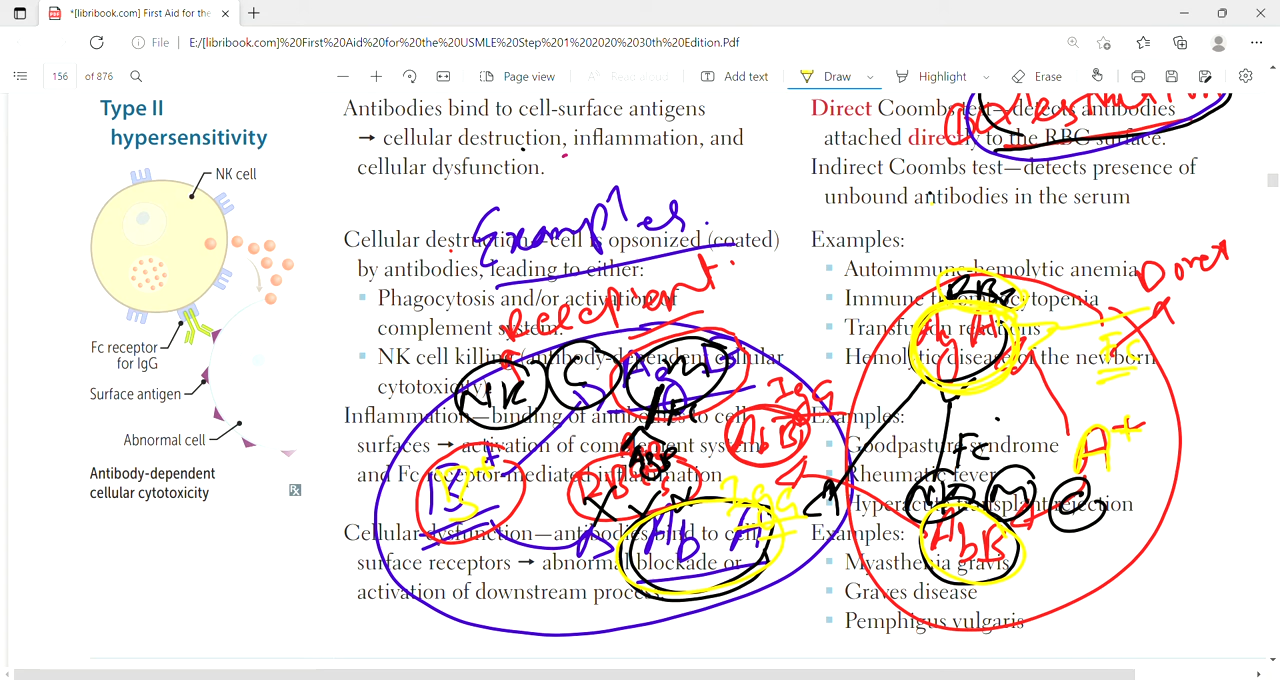 *[libribook.com] First Aid for the
File
E:/[libribook.com]%20First%20Aid%20for%20the%20USMLE%20Step%201%202020%2030th%20Edition.Pdf
156 of 876
Page view
Read aloud
Add text
Draw
Highlight
Erase
Type II
hypersensitivity
NK cell
Fc receptor
for IgG
Surface antigen
Abnormal cell
Antibody-dependent
cellular cytotoxicity
Antibodies bind to cell-surface antigens
→ cellular destruction, inflammation, and
cellular dysfunction.
Examples.
Cellular destruction—cell is opsonized (coated)
by antibodies, leading to either:
Phagocytosis and/or activation of
complement system.
NK cell killing (antibody-dependent cellular
cytotoxicity)
Inflammation—binding of antibodies to cell
surfaces → activation of complement system
and Fc receptor-mediated inflammation
Cellular dysfunction—antibodies bind to cell
surface receptors → abnormal blockade or
activation of downstream process.
Recipient.
NK
C
M
IgG
Ab B
B+
IgG
Ab A
Direct Coombs test—detects antibodies
attached directly to the RBC surface.
Indirect Coombs test—detects presence of
unbound antibodies in the serum
Examples:
Autoimmune hemolytic anemia
Immune thrombocytopenia
Transfusion reactions
Hemolytic disease of the newborn
Examples:
Goodpasture syndrome
Rheumatic fever
Hyperacute transplant rejection
Examples:
Myasthenia gravis
Graves disease
Pemphigus vulgaris
RBC
Ag A
A+
Fc
M
C
Ab B